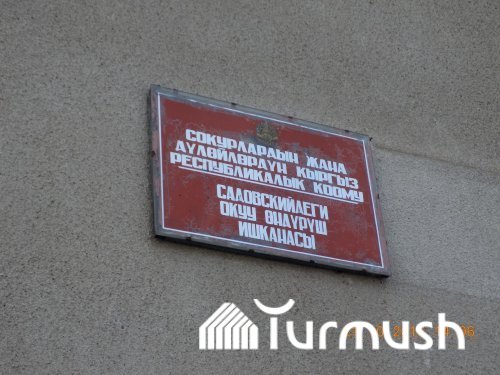 СОКУРЛАРДЫН ЖАНА
ДҮЛӨЙЛӨРДҮН КЫРГЫЗ
РЕСПУБЛИКАЛЫК КООМУ
САДОВСКИЙДЕГИ
ОКУУ ӨНДҮРҮШ
ИШКАНАСЫ
Turmush